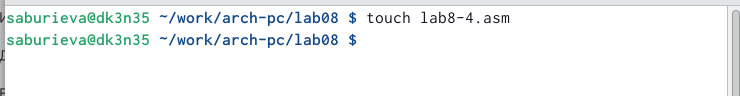 saburieva@dk3n35 ~/work/arch-pc/lab08 $ touch lab8-4.asm
saburieva@dk3n35 ~/work/arch-pc/lab08 $